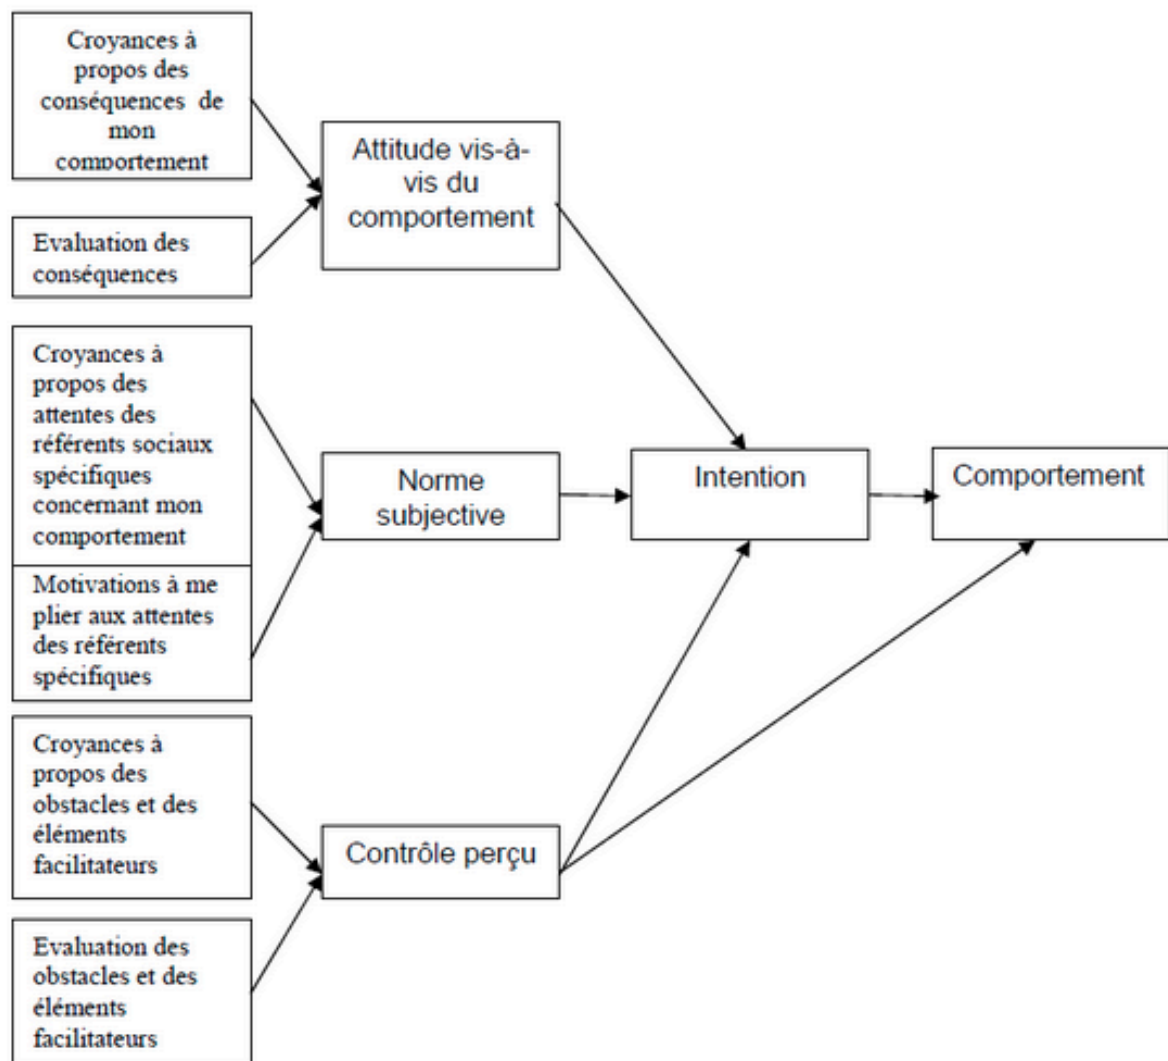 Croyances à
propos des
conséquences de
mon
comportement
Evaluation des
conséquences
Croyances à
propos des
attentes des
référents sociaux
spécifiques
concernant mon
comportement
Motivations à me
plier aux attentes
des référents
spécifiques
Croyances à
propos des
obstacles et des
éléments
facilitateurs
Evaluation des
obstacles et des
éléments
facilitateurs
Attitude vis-à-
vis du
comportement
Norme
subjective
Contrôle perçu
Intention
Comportement